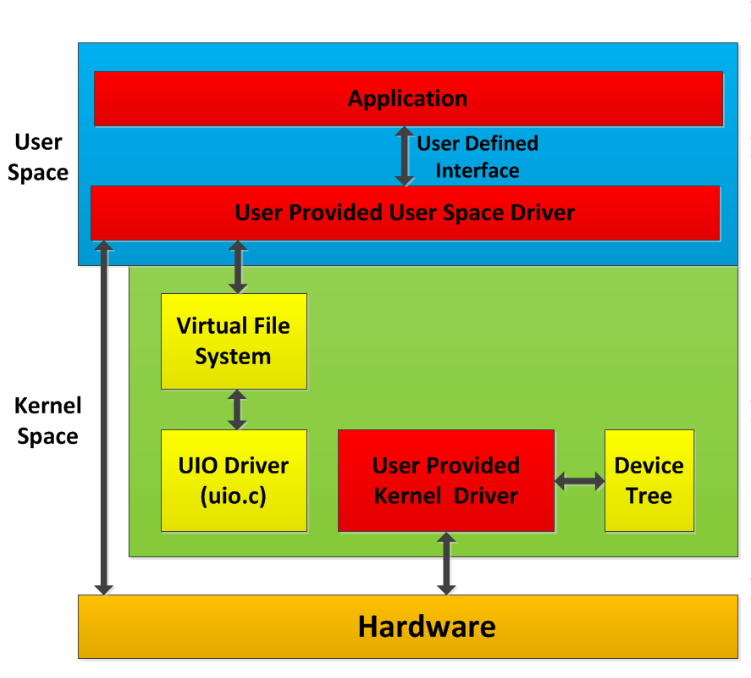 Application
User
Space
User Defined
Interface
User Provided User Space Driver
Virtual File
System
Kernel
Space
UIO Driver
(uio.c)
User Provided
Kernel  Driver
Device
Tree
Hardware